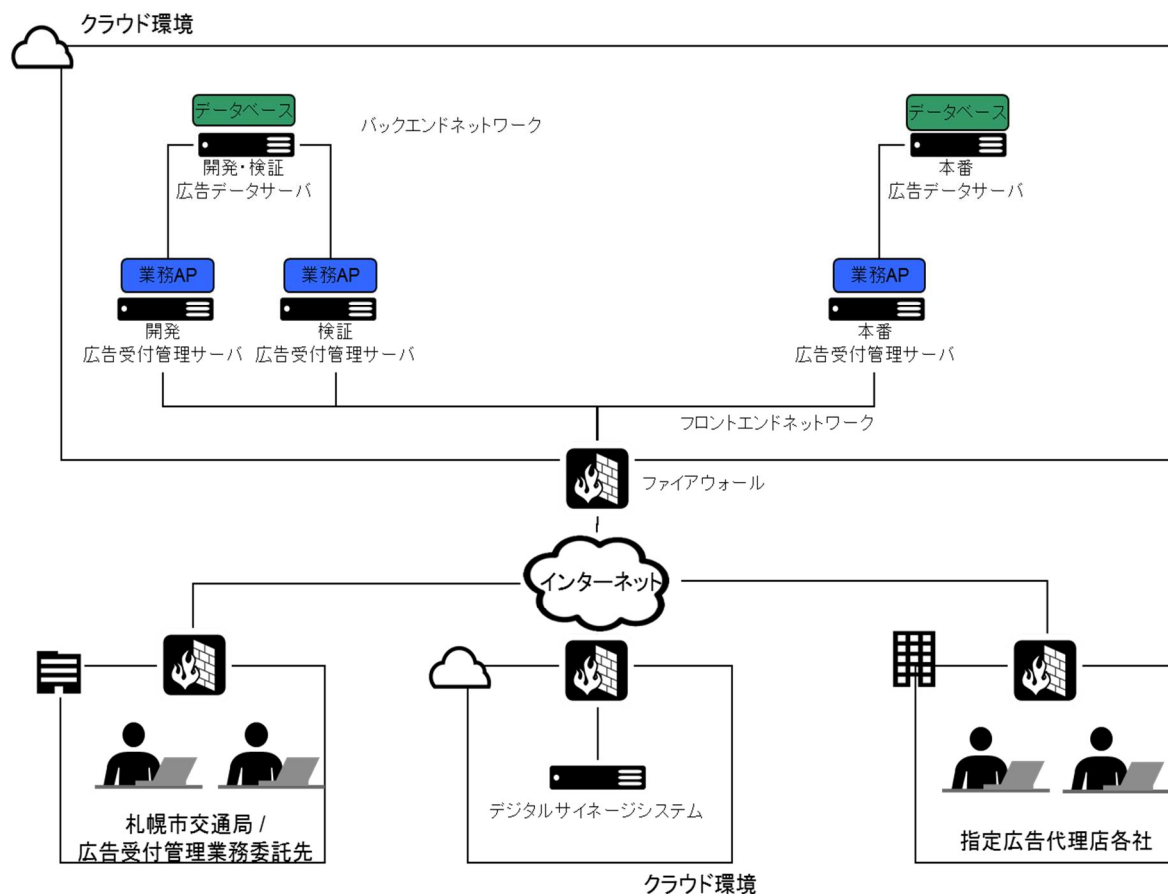 クラウド環境
データベース
バックエンドネットワーク
データベース
開発・検証
広告データサーバ
本番
広告データサーバ
業務AP
業務AP
業務AP
開発
広告受付管理サーバ
検証
広告受付管理サーバ
本番
広告受付管理サーバ
フロントエンドネットワーク
ファイアウォール
インターネット
札幌市交通局 /
広告受付管理業務委託先
デジタルサイネージシステム
指定広告代理店各社
クラウド環境